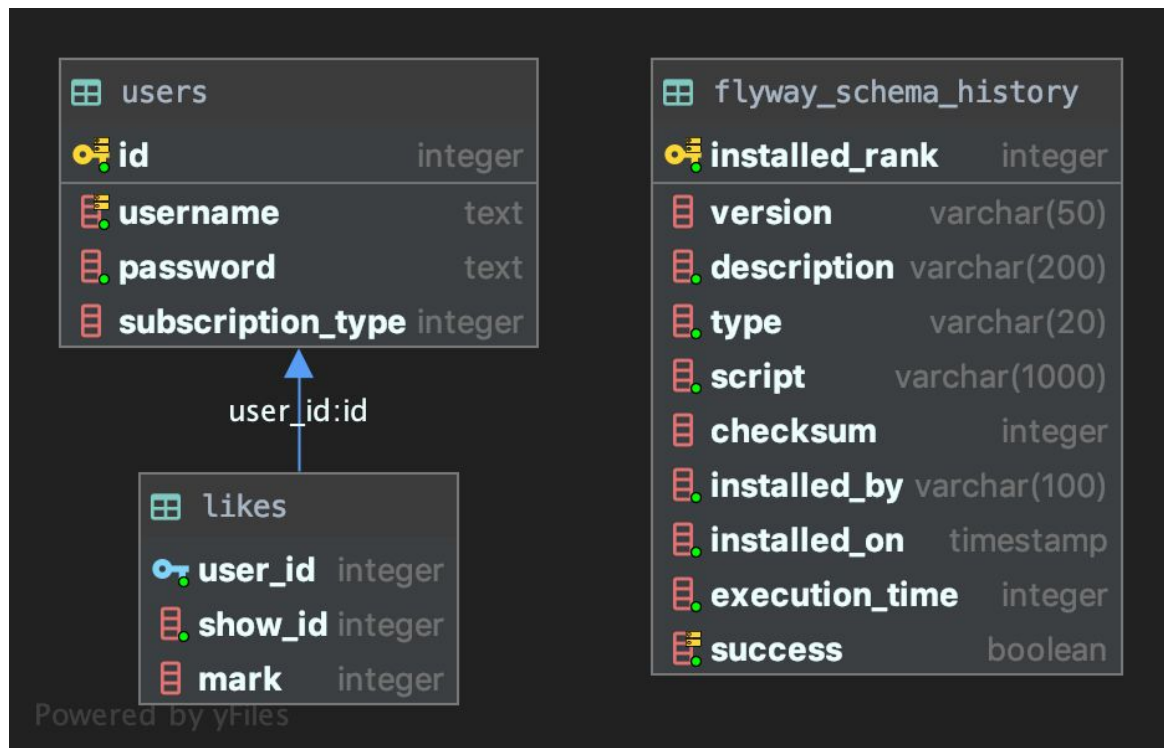 users
id integer
username text
password text
subscription_type integer
user_id:id
likes
user_id integer
show_id integer
mark integer
flyway_schema_history
installed_rank integer
version varchar(50)
description varchar(200)
type varchar(20)
script varchar(1000)
checksum integer
installed_by varchar(100)
installed_on timestamp
execution_time integer
success boolean
Powered by yFiles